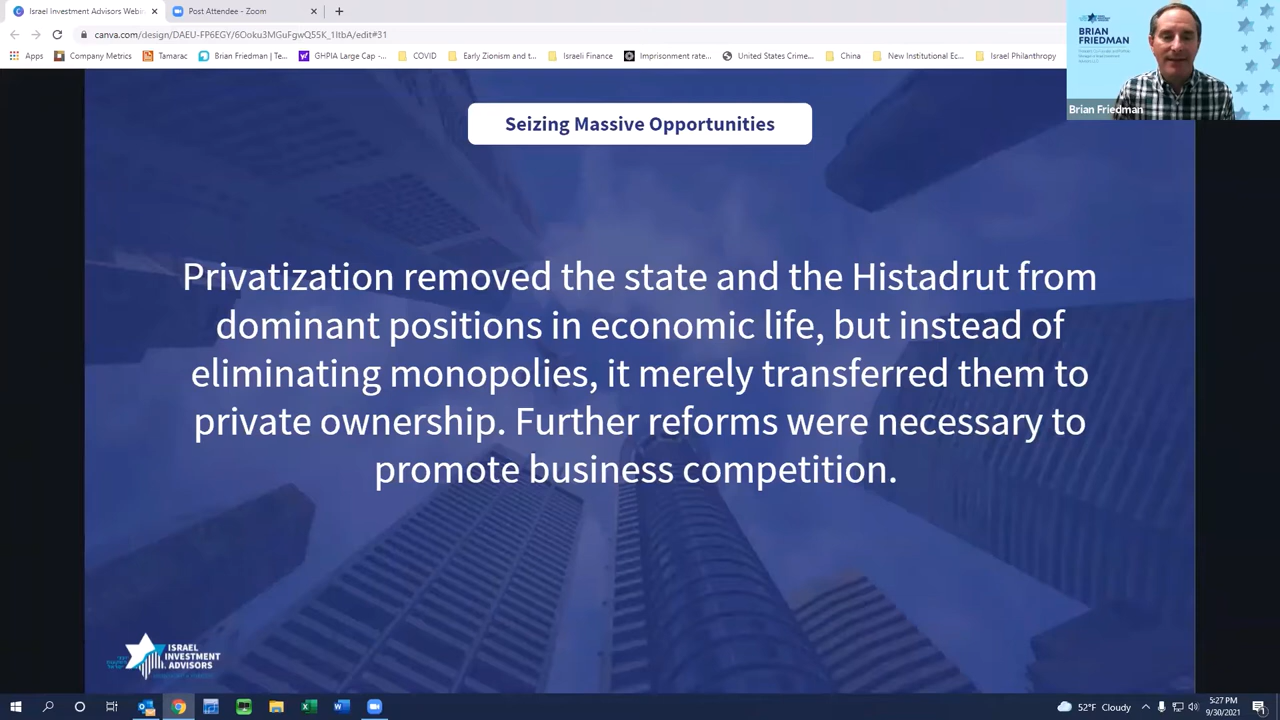 Israel Investment Advisors Webin
Post Attendee - Zoom
canva.com/design/DAEU-FP6EGY/6Ooku3MGuFgwQ55K_1ItbA/edit#31
Apps
Company Metrics
Tamarac
Brian Friedman | Te...
GHPIA Large Cap
COVID
Early Zionism and t...
Israeli Finance
Imprisonment rate...
United States Crime...
China
New Institutional Ec...
Israel Philanthropy
BRIAN
FRIEDMAN
Brian Friedman
Seizing Massive Opportunities
Privatization removed the state and the Histadrut from
dominant positions in economic life, but instead of
eliminating monopolies, it merely transferred them to
private ownership. Further reforms were necessary to
promote business competition.
ISRAEL
INVESTMENT
ADVISORS
52°F Cloudy
5:27 PM
9/30/2021